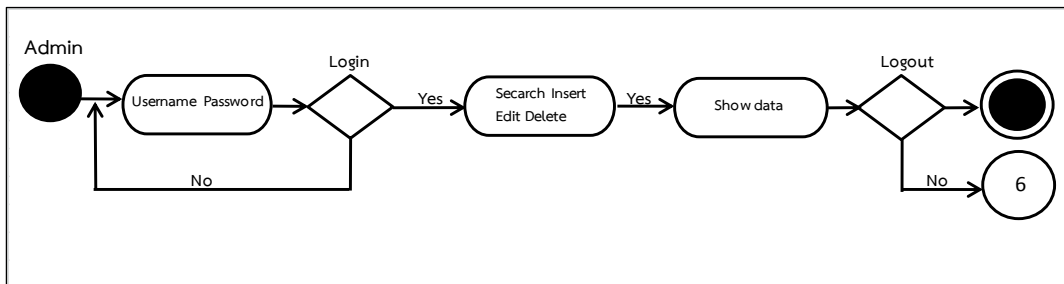 Admin
Login
Logout
Username Password
Yes
Secarch Insert
Edit Delete
Yes
Show data
No
No
6